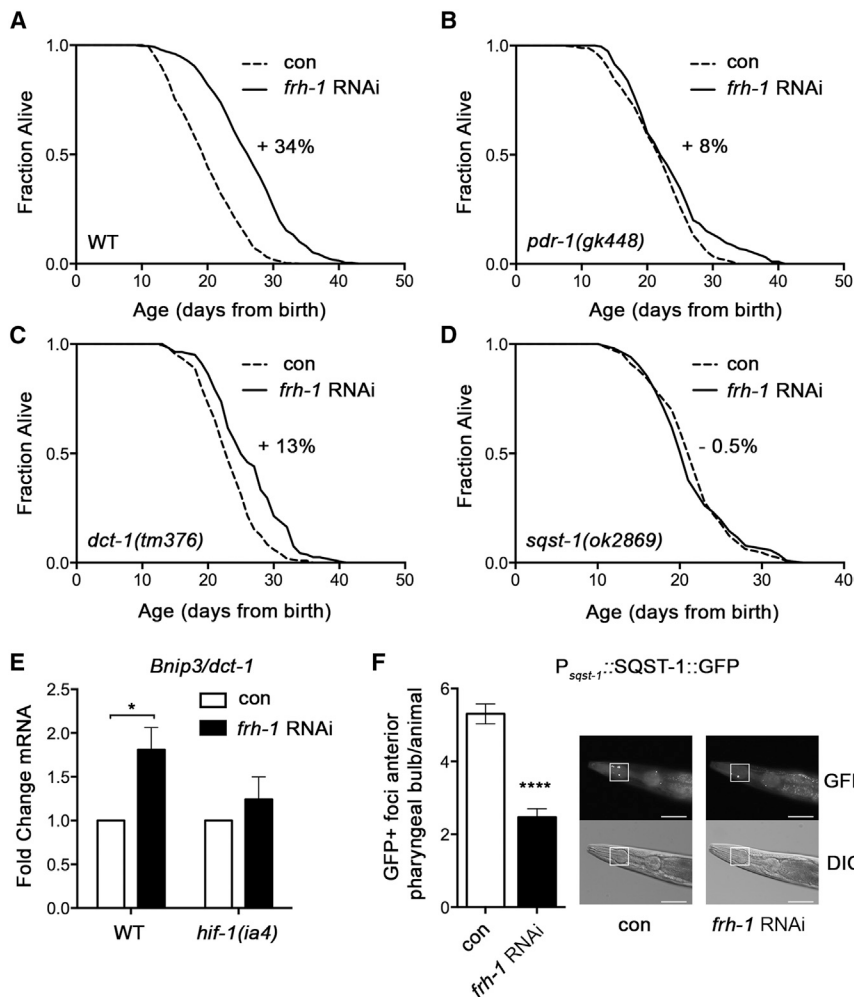 A
1.0
0.5
0.0
Fraction Alive
con
frh-1 RNAi
+ 34%
WT
0 10 20 30 40 50
Age (days from birth)
B
1.0
0.5
0.0
Fraction Alive
con
frh-1 RNAi
+ 8%
pdr-1(gk448)
0 10 20 30 40 50
Age (days from birth)
C
1.0
0.5
0.0
Fraction Alive
con
frh-1 RNAi
+ 13%
dct-1(tm376)
0 10 20 30 40 50
Age (days from birth)
D
1.0
0.5
0.0
Fraction Alive
con
frh-1 RNAi
- 0.5%
sqst-1(ok2869)
0 10 20 30 40
Age (days from birth)
E
Bnip3/dct-1
2.5
2.0
1.5
1.0
0.5
0.0
Fold Change mRNA
*
con
frh-1 RNAi
WT hif-1(ia4)
F
Psqst-1::SQST-1::GFP
6
4
2
0
GFP+ foci anterior
pharyngeal bulb/animal
****
con
frh-1 RNAi
GF
DI
con frh-1 RNAi